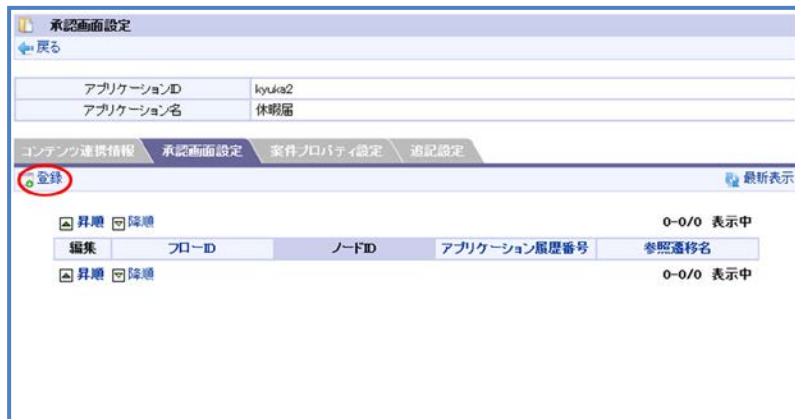 承認画面設定
戻る
アプリケーションID kyuka2
アプリケーション名 休暇届
コンテンツ連携情報 承認画面設定 案件プロパティ設定 追記設定
登録 最新表示
昇順 降順 0-0/0 表示中
編集 フローID ノードID アプリケーション履歴番号 参照遷移名
昇順 降順 0-0/0 表示中